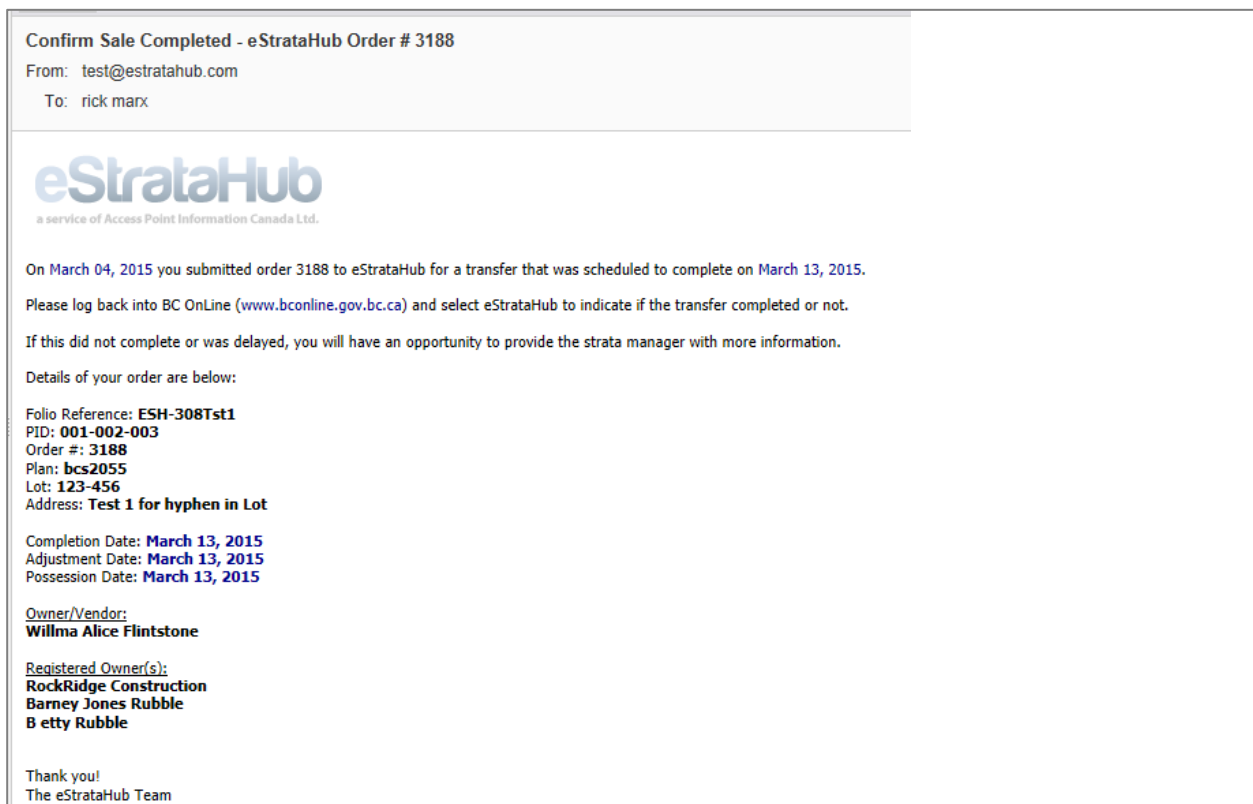 Confirm Sale Completed - eStrataHub Order # 3188
From: test@estratahub.com
To: rick marx
eStrataHub
a service of Access Point Information Canada Ltd.
On March 04, 2015 you submitted order 3188 to eStrataHub for a transfer that was scheduled to complete on March 13, 2015.
Please log back into BC OnLine (www.bconline.gov.bc.ca) and select eStrataHub to indicate if the transfer completed or not.
If this did not complete or was delayed, you will have an opportunity to provide the strata manager with more information.
Details of your order are below:
Folio Reference: ESH-308Tst1
PID: 001-002-003
Order #: 3188
Plan: bcs2055
Lot: 123-456
Address: Test 1 for hyphen in Lot
Completion Date: March 13, 2015
Adjustment Date: March 13, 2015
Possession Date: March 13, 2015
Owner/Vendor:
Willma Alice Flintstone
Registered Owner(s):
RockRidge Construction
Barney Jones Rubble
B etty Rubble
Thank you!
The eStrataHub Team